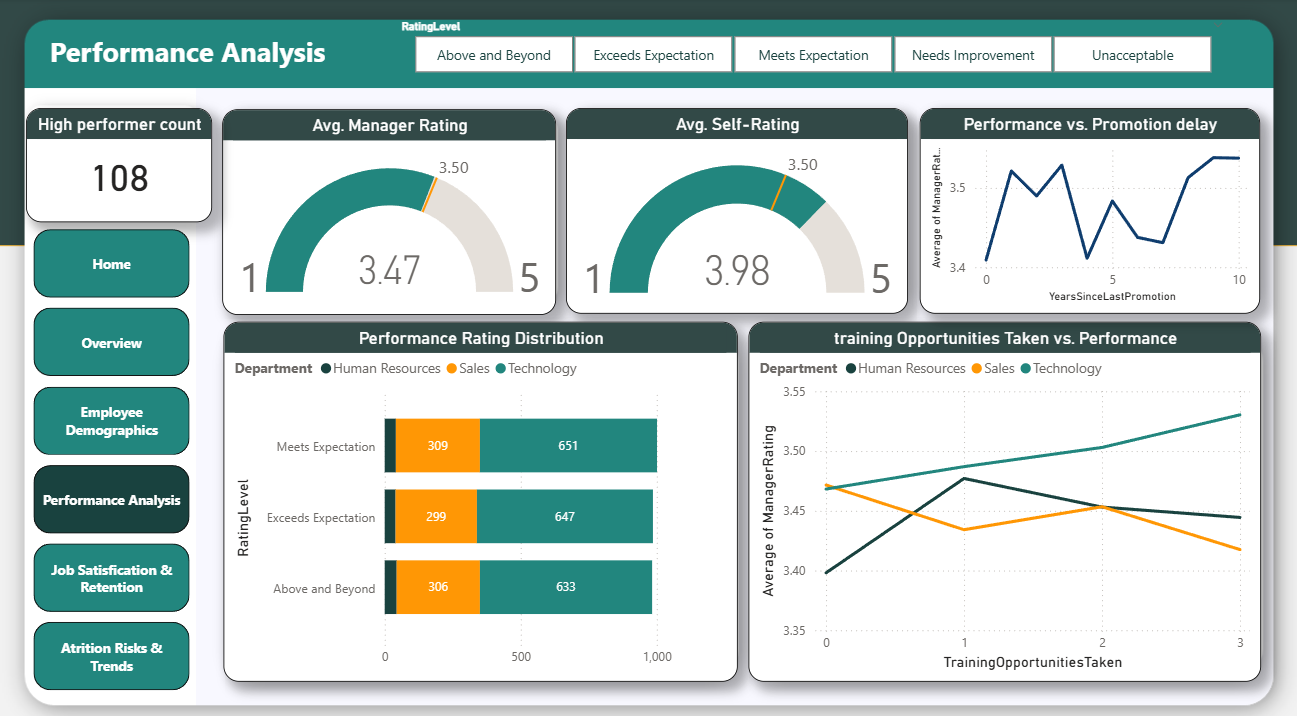 Performance Analysis
RatingLevel
Above and Beyond
Exceeds Expectation
Meets Expectation
Needs Improvement
Unacceptable
High performer count
108
Home
Overview
Employee
Demographics
Performance Analysis
Job Satisfication &
Retention
Atrition Risks &
Trends
Avg. Manager Rating
3.50
3.47
1
5
Avg. Self-Rating
3.50
3.98
1
5
Performance vs. Promotion delay
Average of ManagerRat...
3.5
3.4
0
5
10
YearsSinceLastPromotion
Performance Rating Distribution
Department Human Resources Sales Technology
RatingLevel
Meets Expectation
309
651
Exceeds Expectation
299
647
Above and Beyond
306
633
0
500
1,000
training Opportunities Taken vs. Performance
Department Human Resources Sales Technology
Average of ManagerRating
3.55
3.50
3.45
3.40
3.35
0
1
2
3
TrainingOpportunitiesTaken